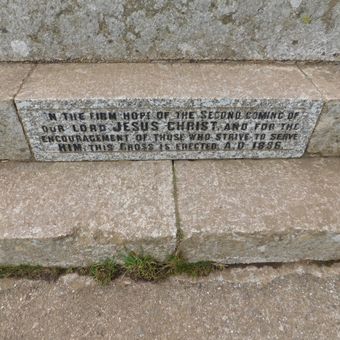 IN THE FIRM HOPE OF THE SECOND COMING OF
OUR LORD JESUS CHRIST, AND FOR THE
ENCOURAGEMENT OF THOSE WHO STRIVE TO SERVE
HIM, THIS CROSS IS ERECTED. A.D. 1896.